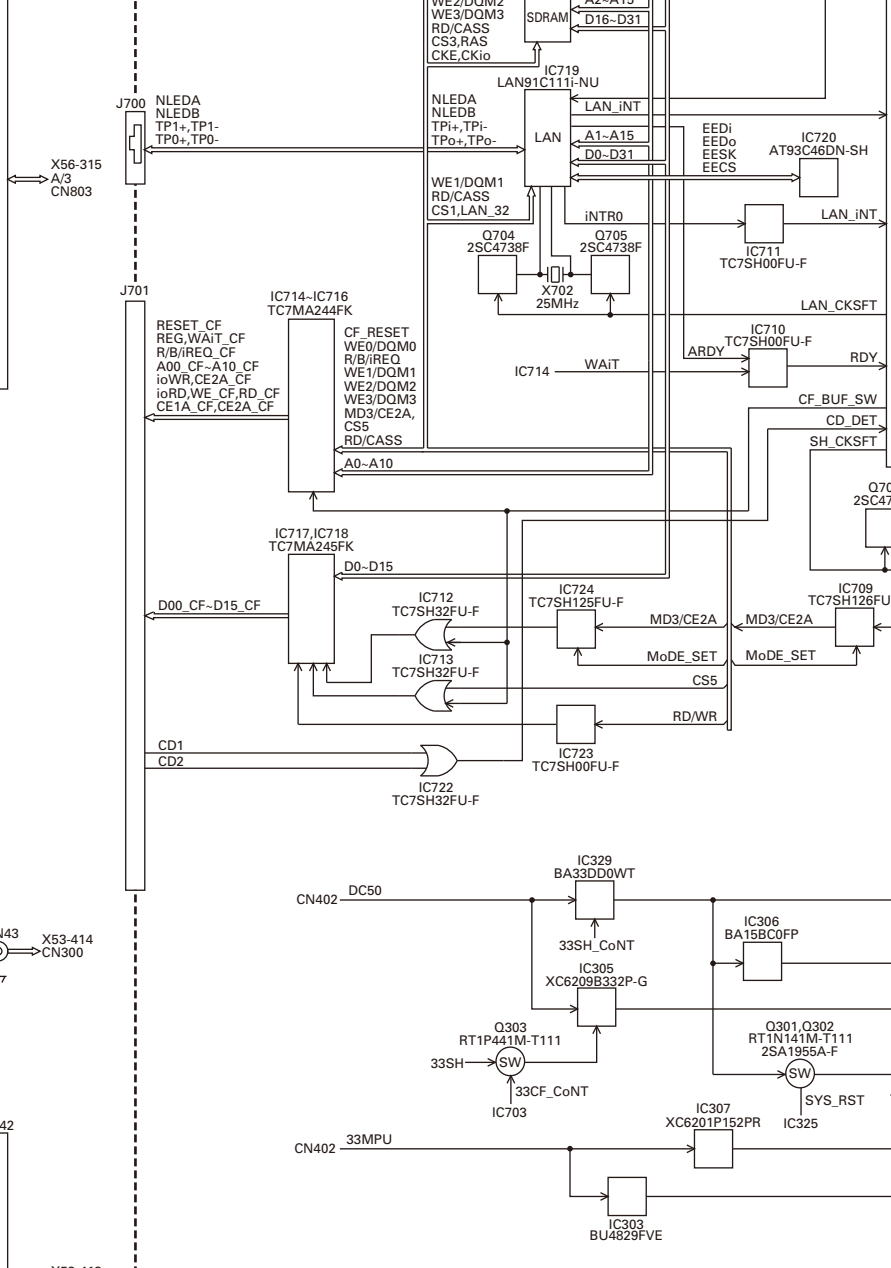 WE2/DQM2
WE3/DQM3
RD/CASS
CS3,RAS
CKE,CKio
SDRAM
A2~A15
D16~D31
IC719
LAN91C111i-NU
J700
NLEDA
NLEDB
TP1+,TP1-
TP0+,TP0-
NLEDA
NLEDB
TPi+,TPi-
TPo+,TPo-
LAN
LAN_iNT
A1~A15
D0~D31
EEDi
EEDo
EESK
EECS
IC720
AT93C46DN-SH
X56-315
A/3
CN803
WE1/DQM1
RD/CASS
CS1,LAN_32
iNTR0
LAN_iNT
IC711
TC7SH00FU-F
Q704
2SC4738F
Q705
2SC4738F
X702
25MHz
LAN_CKSFT
J701
IC714~IC716
TC7MA244FK
IC710
TC7SH00FU-F
ARDY
RDY
IC714
WAiT
RESET_CF
REG,WAiT_CF
R/B/iREQ_CF
A00_CF~A10_CF
ioWR,CE2A_CF
ioRD,WE_CF,RD_CF
CE1A_CF,CE2A_CF
CF_RESET
WE0/DQM0
R/B/iREQ
WE1/DQM1
WE2/DQM2
WE3/DQM3
MD3/CE2A,
CS5
RD/CASS
A0~A10
CF_BUF_SW
CD_DET
SH_CKSFT
Q70
2SC47
IC717,IC718
TC7MA245FK
D0~D15
D00_CF~D15_CF
IC712
TC7SH32FU-F
IC724
TC7SH125FU-F
IC709
TC7SH126FU
MD3/CE2A
MD3/CE2A
MoDE_SET
MoDE_SET
IC713
TC7SH32FU-F
CS5
RD/WR
IC723
TC7SH00FU-F
CD1
CD2
IC722
TC7SH32FU-F
IC329
BA33DD0WT
CN402
DC50
33SH_CoNT
IC306
BA15BC0FP
N43
X53-414
CN300
IC305
XC6209B332P-G
Q303
RT1P441M-T111
33SH
SW
33CF_CoNT
IC703
Q301,Q302
RT1N141M-T111
2SA1955A-F
SW
SYS_RST
IC325
42
CN402
33MPU
IC307
XC6201P152PR
IC303
BU4829FVE